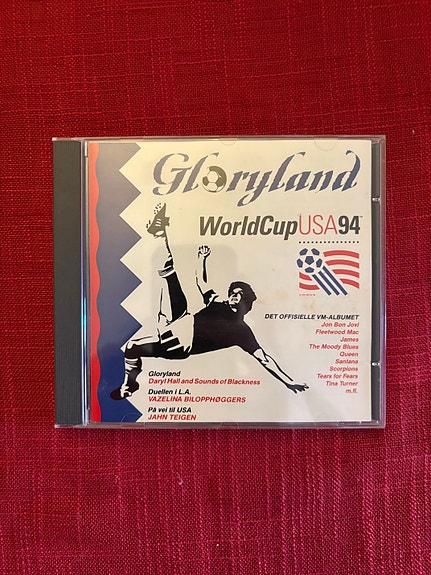 Gloryland
WorldCupUSA94
DET OFFISIELLE VM-ALBUMET
Jon Bon Jovi
Fleetwood Mac
James
The Moody Blues
Queen
Santana
Scorpions
Tears for Fears
Tina Turner
m.fl.
Gloryland
Daryl Hall and Sounds of Blackness
Duellen i L.A.
VAZELINA BILOPPHØGGERS
På vei til USA
JAHN TEIGEN